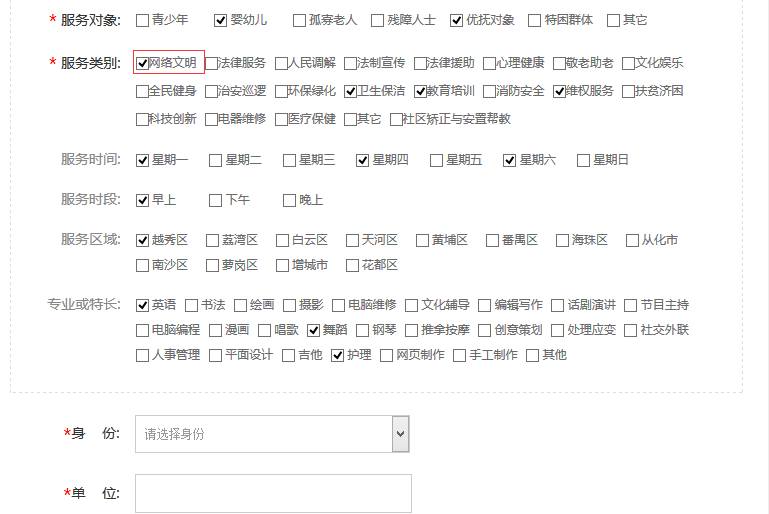 * 服务对象: 青少年 婴幼儿 孤寡老人 残障人士 优抚对象 特困群体 其它
* 服务类别: 网络文明 法律服务 人民调解 法制宣传 法律援助 心理健康 敬老助老 文化娱乐
全民健身 治安巡逻 环保绿化 卫生保洁 教育培训 消防安全 维权服务 扶贫济困
科技创新 电器维修 医疗保健 其它 社区矫正与安置帮教
服务时间: 星期一 星期二 星期三 星期四 星期五 星期六 星期日
服务时段: 早上 下午 晚上
服务区域: 越秀区 荔湾区 白云区 天河区 黄埔区 番禺区 海珠区 从化市
南沙区 萝岗区 增城市 花都区
专业或特长: 英语 书法 绘画 摄影 电脑维修 文化辅导 编辑写作 话剧演讲 节目主持
电脑编程 漫画 唱歌 舞蹈 钢琴 推拿按摩 创意策划 处理应变 社交外联
人事管理 平面设计 吉他 护理 网页制作 手工制作 其他
*身 份: 请选择身份
*单 位: